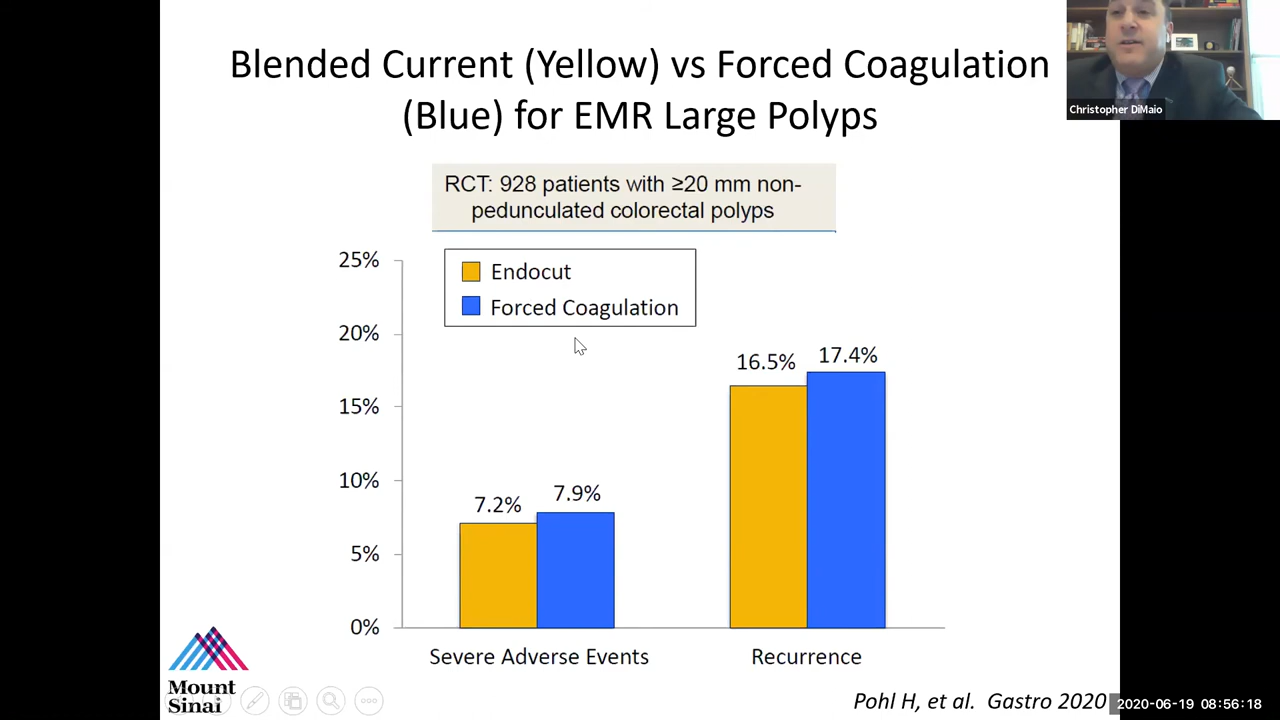 Blended Current (Yellow) vs Forced Coagulation
(Blue) for EMR Large Polyps
Christopher DiMaio
RCT: 928 patients with ≥20 mm non-
pedunculated colorectal polyps
25%
20%
15%
10%
5%
0%
Endocut
Forced Coagulation
7.2%
7.9%
16.5%
17.4%
Severe Adverse Events
Recurrence
Mount
Sinai
Pohl H, et al. Gastro 2020
2020-06-19 08:56:18